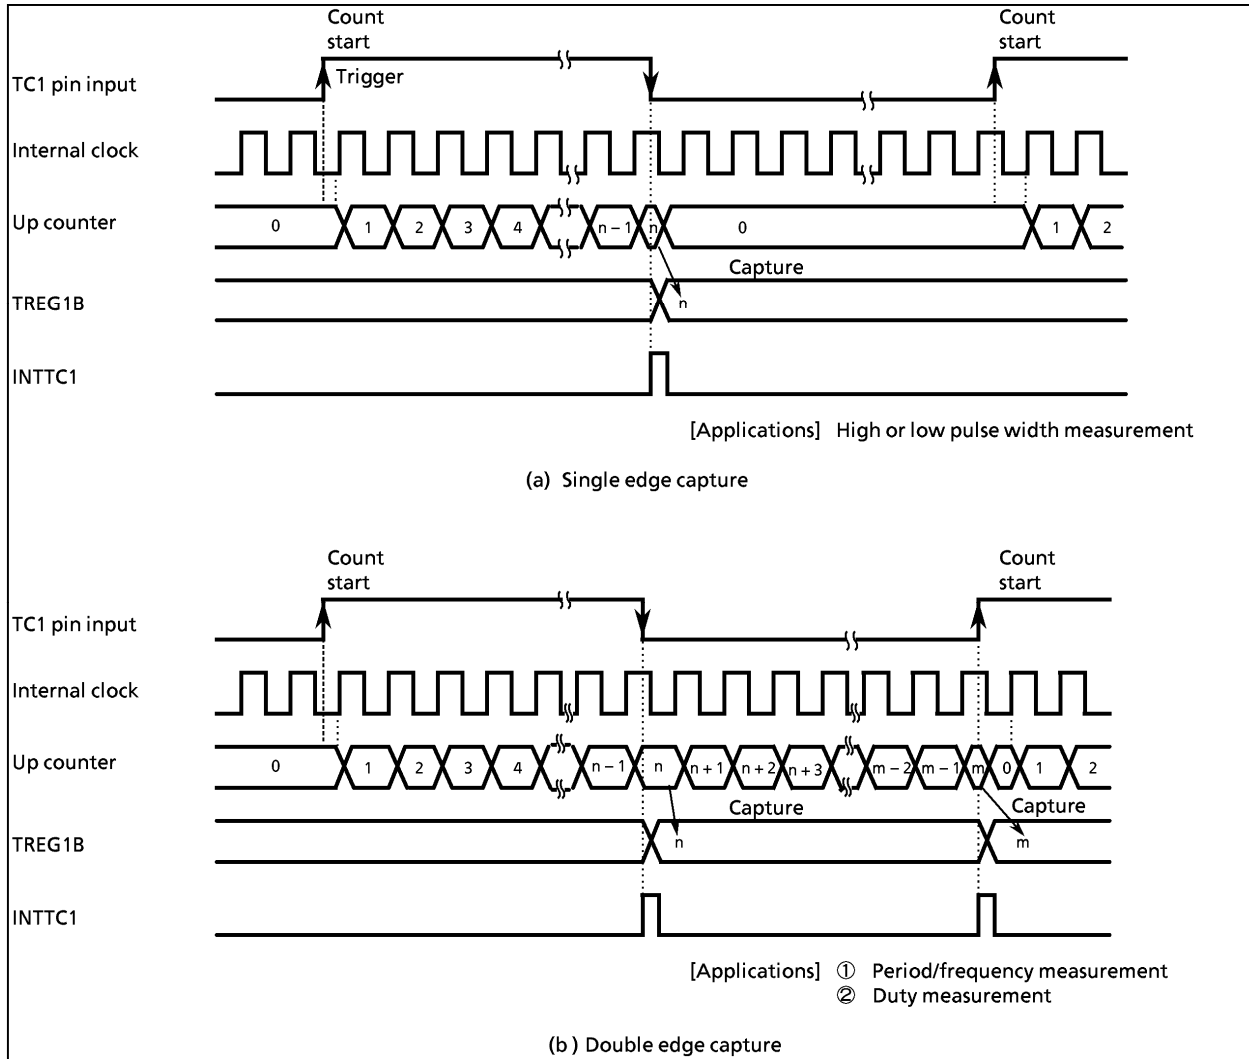 Count
start
Count
start
TC1 pin input
Trigger
Internal clock
Up counter
0 1 2 3 4 n – 1 n 0 1 2
Capture
TREG1B
n
INTTC1
[Applications] High or low pulse width measurement
(a) Single edge capture
Count
start
Count
start
TC1 pin input
Internal clock
Up counter
0 1 2 3 4 n – 1 n n + 1 n + 2 n + 3 m – 2 m – 1 m 0 1 2
Capture
Capture
TREG1B
n
m
INTTC1
[Applications] ① Period/frequency measurement
② Duty measurement
(b ) Double edge capture